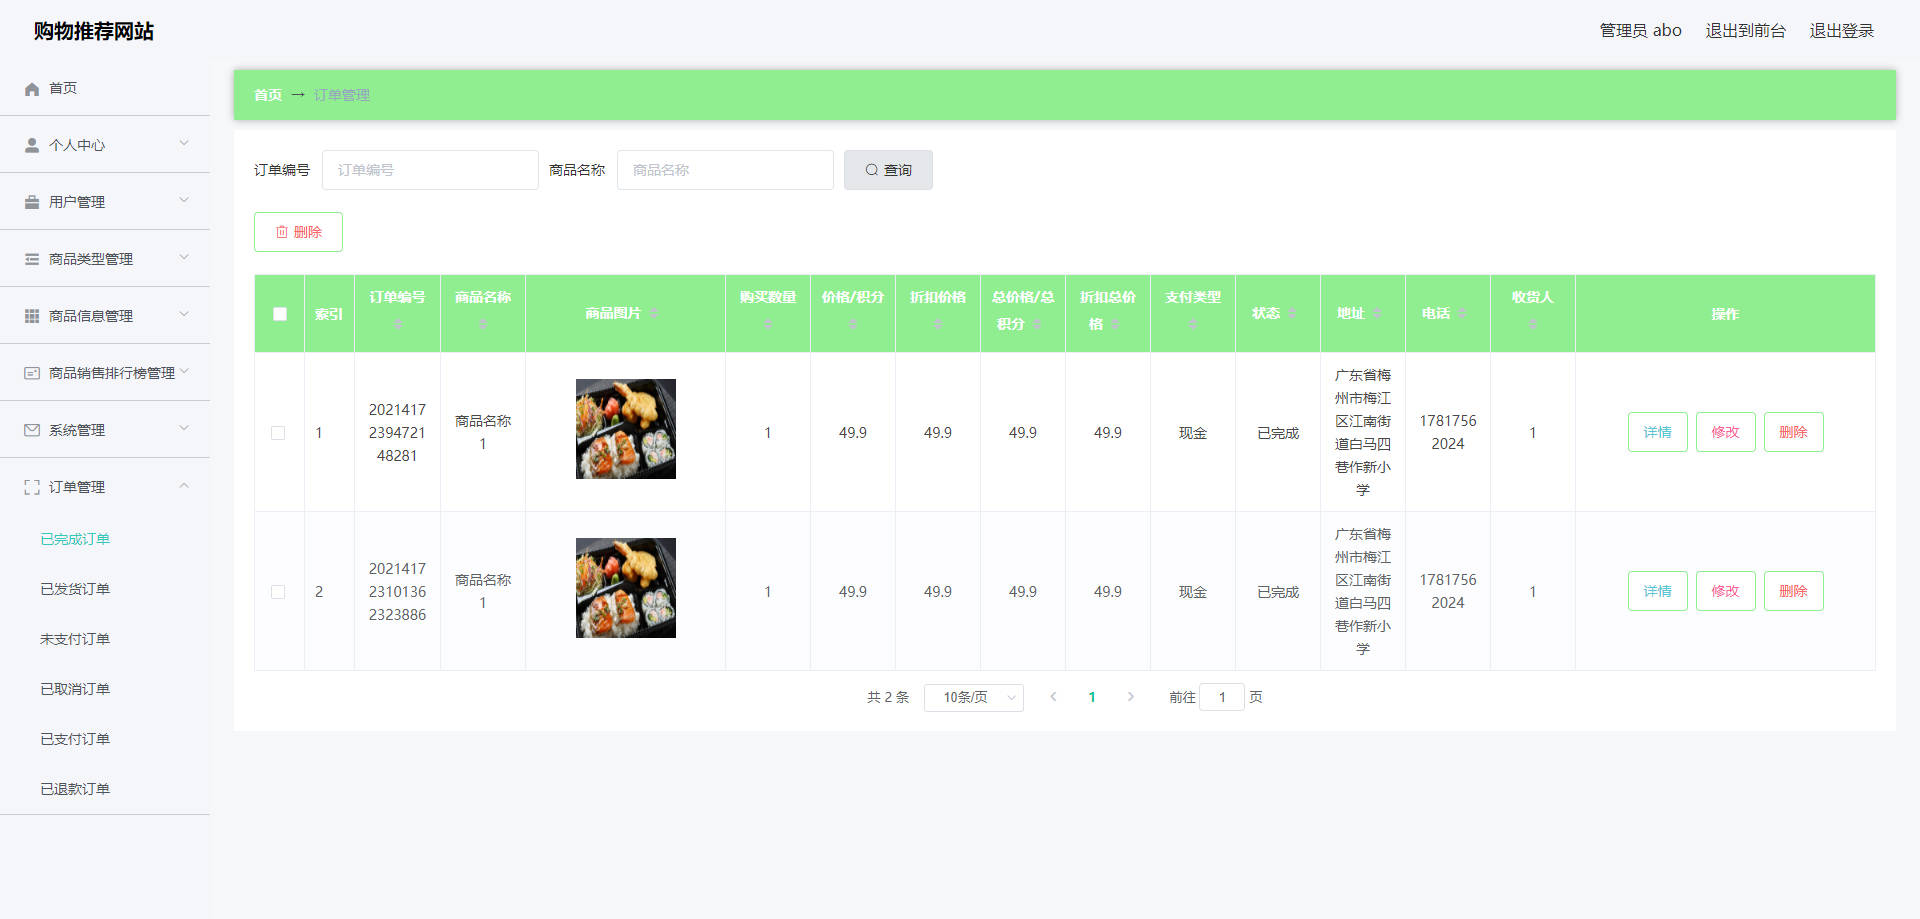 购物推荐网站
管理员 abo 退出到前台 退出登录
首页
个人中心
用户管理
商品类型管理
商品信息管理
商品销售排行榜管理
系统管理
订单管理
已完成订单
已发货订单
未支付订单
已取消订单
已支付订单
已退款订单
首页 → 订单管理
订单编号 订单编号 商品名称 商品名称 查询
删除
索引 订单编号 商品名称 商品图片 购买数量 价格/积分 折扣价格 总价格/总积分 折扣总价格 支付类型 状态 地址 电话 收货人 操作
1 2021417239472148281 商品名称1 1 49.9 49.9 49.9 49.9 现金 已完成 广东省梅州市梅江区江南街道白马四巷作新小学 17817562024 1 详情 修改 删除
2 202141723101362323886 商品名称1 1 49.9 49.9 49.9 49.9 现金 已完成 广东省梅州市梅江区江南街道白马四巷作新小学 17817562024 1 详情 修改 删除
共 2 条 10条/页 1 前往 1 页